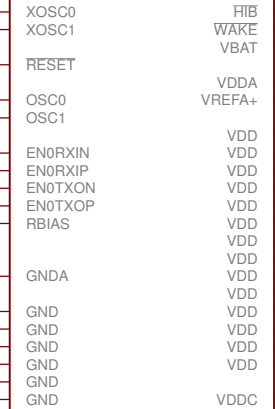 XOSC0 HIB
XOSC1 WAKE
VBAT
RESET
VDDA
OSC0 VREFA+
OSC1
VDD
EN0RXIN VDD
EN0RXIP VDD
EN0TXON VDD
EN0TXOP VDD
RBIAS VDD
VDD
VDD
GNDA VDD
VDD
GND VDD
GND VDD
GND VDD
GND VDD
GND
GND VDDC